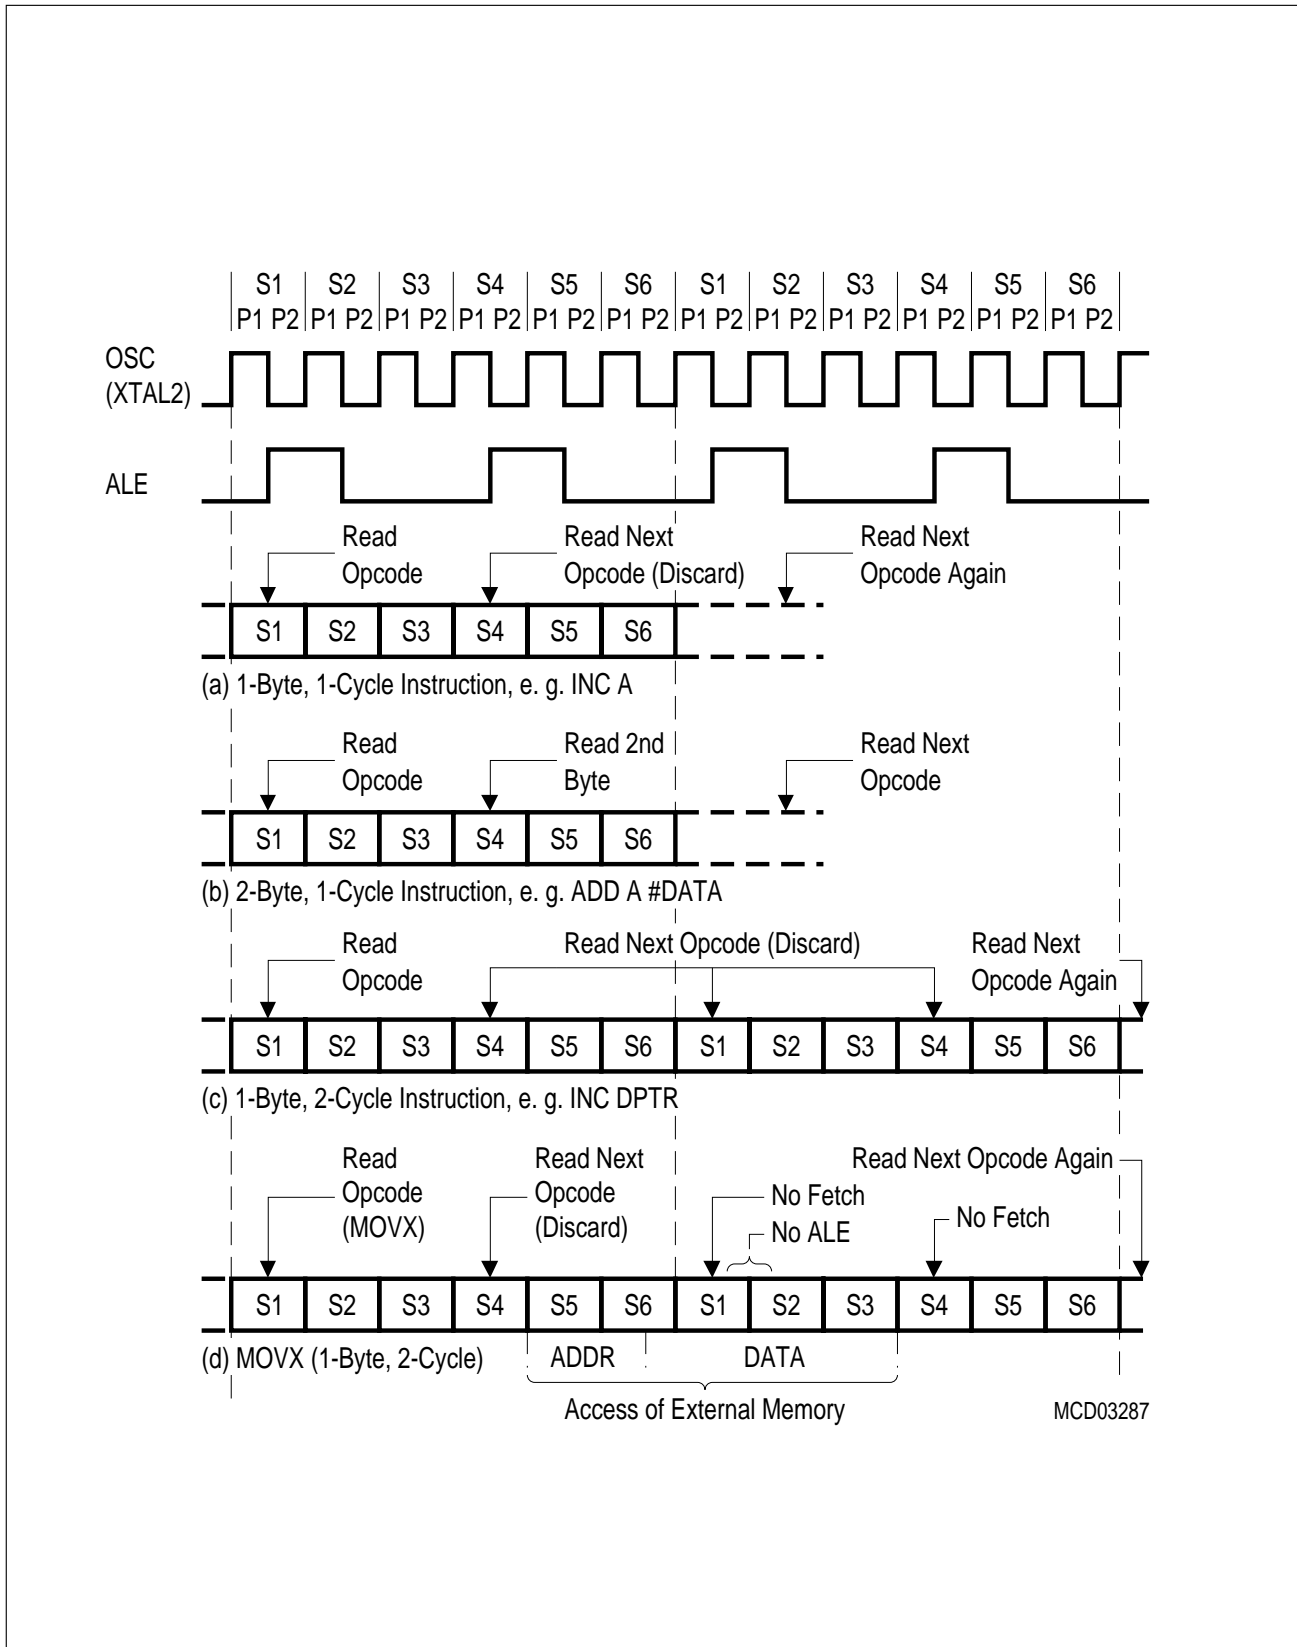 S1 S2 S3 S4 S5 S6 S1 S2 S3 S4 S5 S6
P1 P2 P1 P2 P1 P2 P1 P2 P1 P2 P1 P2 P1 P2 P1 P2 P1 P2 P1 P2 P1 P2 P1 P2
OSC
(XTAL2)
ALE
Read
Opcode
Read Next
Opcode (Discard)
Read Next
Opcode Again
S1 S2 S3 S4 S5 S6
(a) 1-Byte, 1-Cycle Instruction, e. g. INC A
Read
Opcode
Read 2nd
Byte
Read Next
Opcode
S1 S2 S3 S4 S5 S6
(b) 2-Byte, 1-Cycle Instruction, e. g. ADD A #DATA
Read
Opcode
Read Next Opcode (Discard)
Read Next
Opcode Again
S1 S2 S3 S4 S5 S6 S1 S2 S3 S4 S5 S6
(c) 1-Byte, 2-Cycle Instruction, e. g. INC DPTR
Read
Opcode
(MOVX)
Read Next
Opcode
(Discard)
No Fetch
No ALE
No Fetch
Read Next Opcode Again
S1 S2 S3 S4 S5 S6 S1 S2 S3 S4 S5 S6
(d) MOVX (1-Byte, 2-Cycle)
ADDR
DATA
Access of External Memory
MCD03287